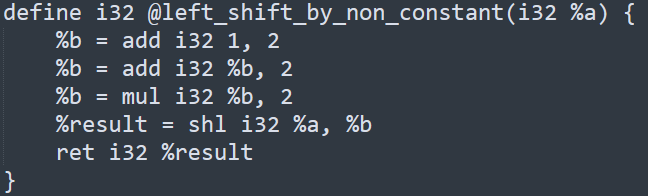 define i32 @left_shift_by_non_constant(i32 %a) {
    %b = add i32 1, 2
    %b = add i32 %b, 2
    %b = mul i32 %b, 2
    %result = shl i32 %a, %b
    ret i32 %result
}